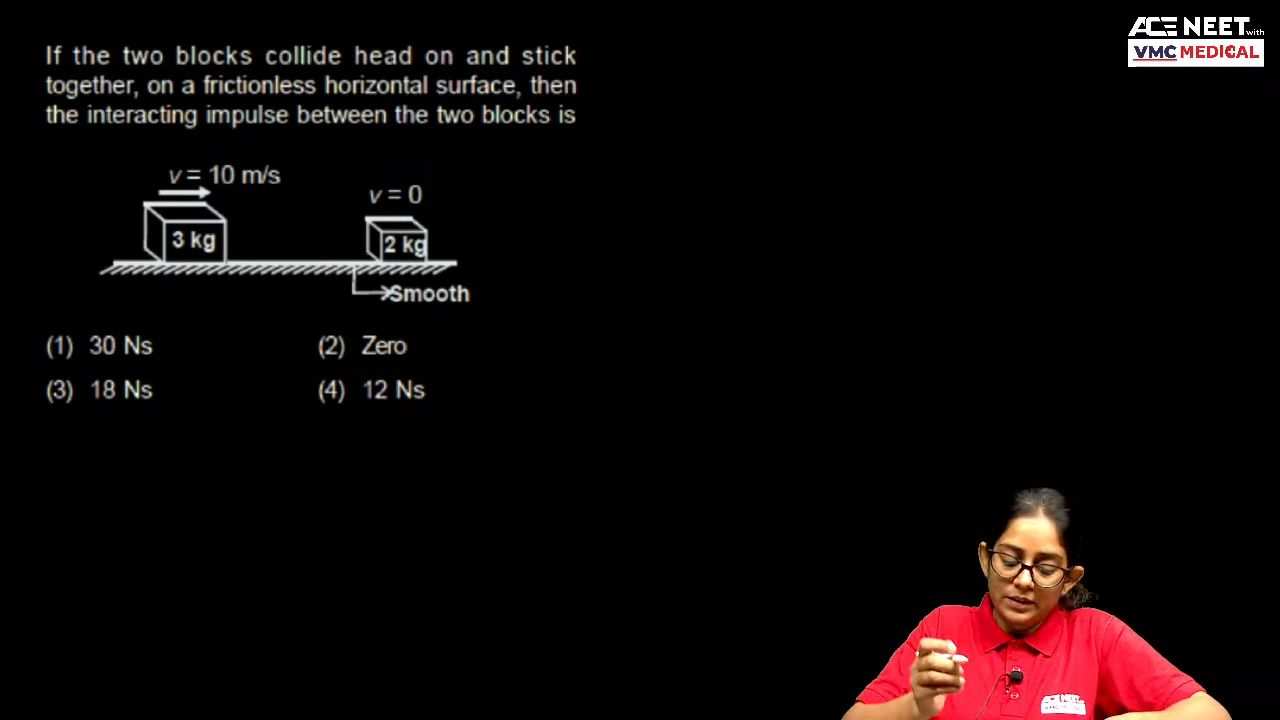 ACE NEET with
VMC MEDICAL
If the two blocks collide head on and stick
together, on a frictionless horizontal surface, then
the interacting impulse between the two blocks is
v = 10 m/s
v = 0
3 kg
2 kg
Smooth
(1) 30 Ns
(2) Zero
(3) 18 Ns
(4) 12 Ns
ACE NEET